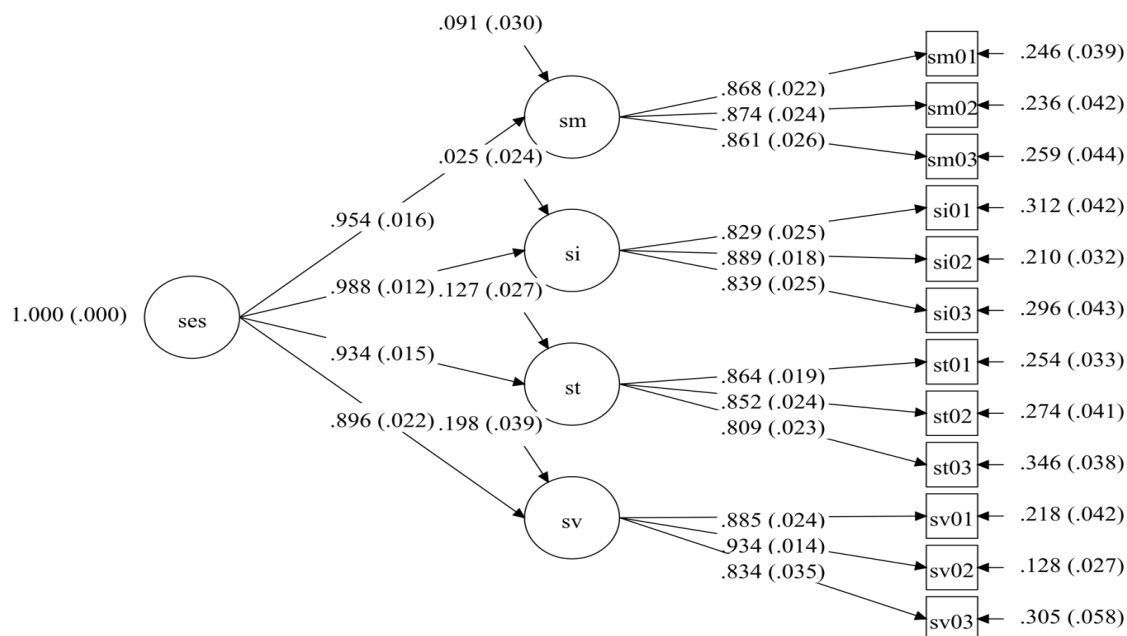 .091 (.030)
sm01
.246 (.039)
.868 (.022)
sm02
.236 (.042)
.874 (.024)
sm
.861 (.026)
sm03
.259 (.044)
.025 (.024)
si01
.312 (.042)
.954 (.016)
.829 (.025)
si
.889 (.018)
si02
.210 (.032)
.839 (.025)
.988 (.012)
.127 (.027)
si03
.296 (.043)
1.000 (.000)
ses
.934 (.015)
st01
.254 (.033)
.864 (.019)
st
.852 (.024)
st02
.274 (.041)
.896 (.022)
.198 (.039)
.809 (.023)
st03
.346 (.038)
sv
.885 (.024)
sv01
.218 (.042)
.934 (.014)
sv02
.128 (.027)
.834 (.035)
sv03
.305 (.058)